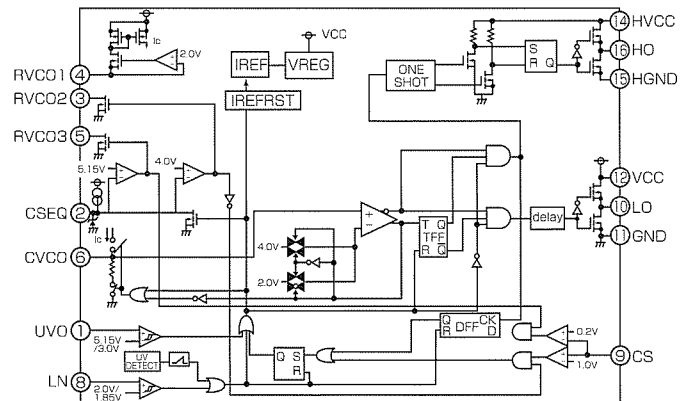 VCC
14 HVCC
Ic
2.0V
IREF
VREG
S
R Q
16 HO
RVCO1 4
ONE
SHOT
15 HGND
RVCO2 3
IREFRST
RVCO3 5
5.15V
4.0V
12 VCC
CSEQ 2
T Q
TFF
R Q
delay
10 LO
11 GND
Ic
CVCO 6
4.0V
2.0V
UVO 1
5.15V
/3.0V
Q CK
R DFF D
0.2V
UV
DETECT
Q S
R
9 CS
LN 8
1.0V
2.0V/
1.85V